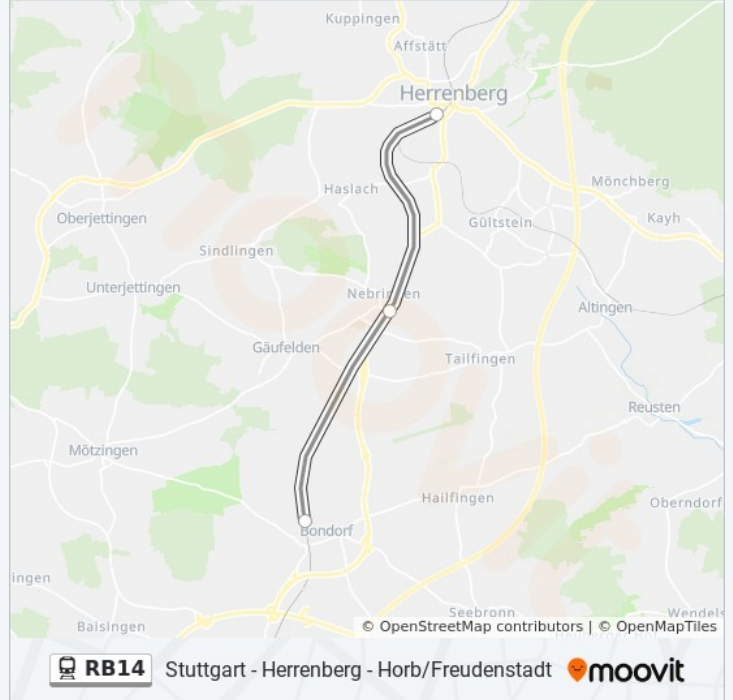 Kuppingen
Affstätt
Herrenberg
Haslach
Mönchberg
Oberjettingen
Gültstein
Kayh
Sindlingen
Unterjettingen
Nebringen
Altingen
Gäufelden
Tailfingen
Reusten
Mötzingen
Hailfingen
Oberndorf
Bondorf
ingen
Seebronn
Wendels
Baisingen
© OpenStreetMap contributors | © OpenMapTiles
RB14 Stuttgart - Herrenberg - Horb/Freudenstadt moovit